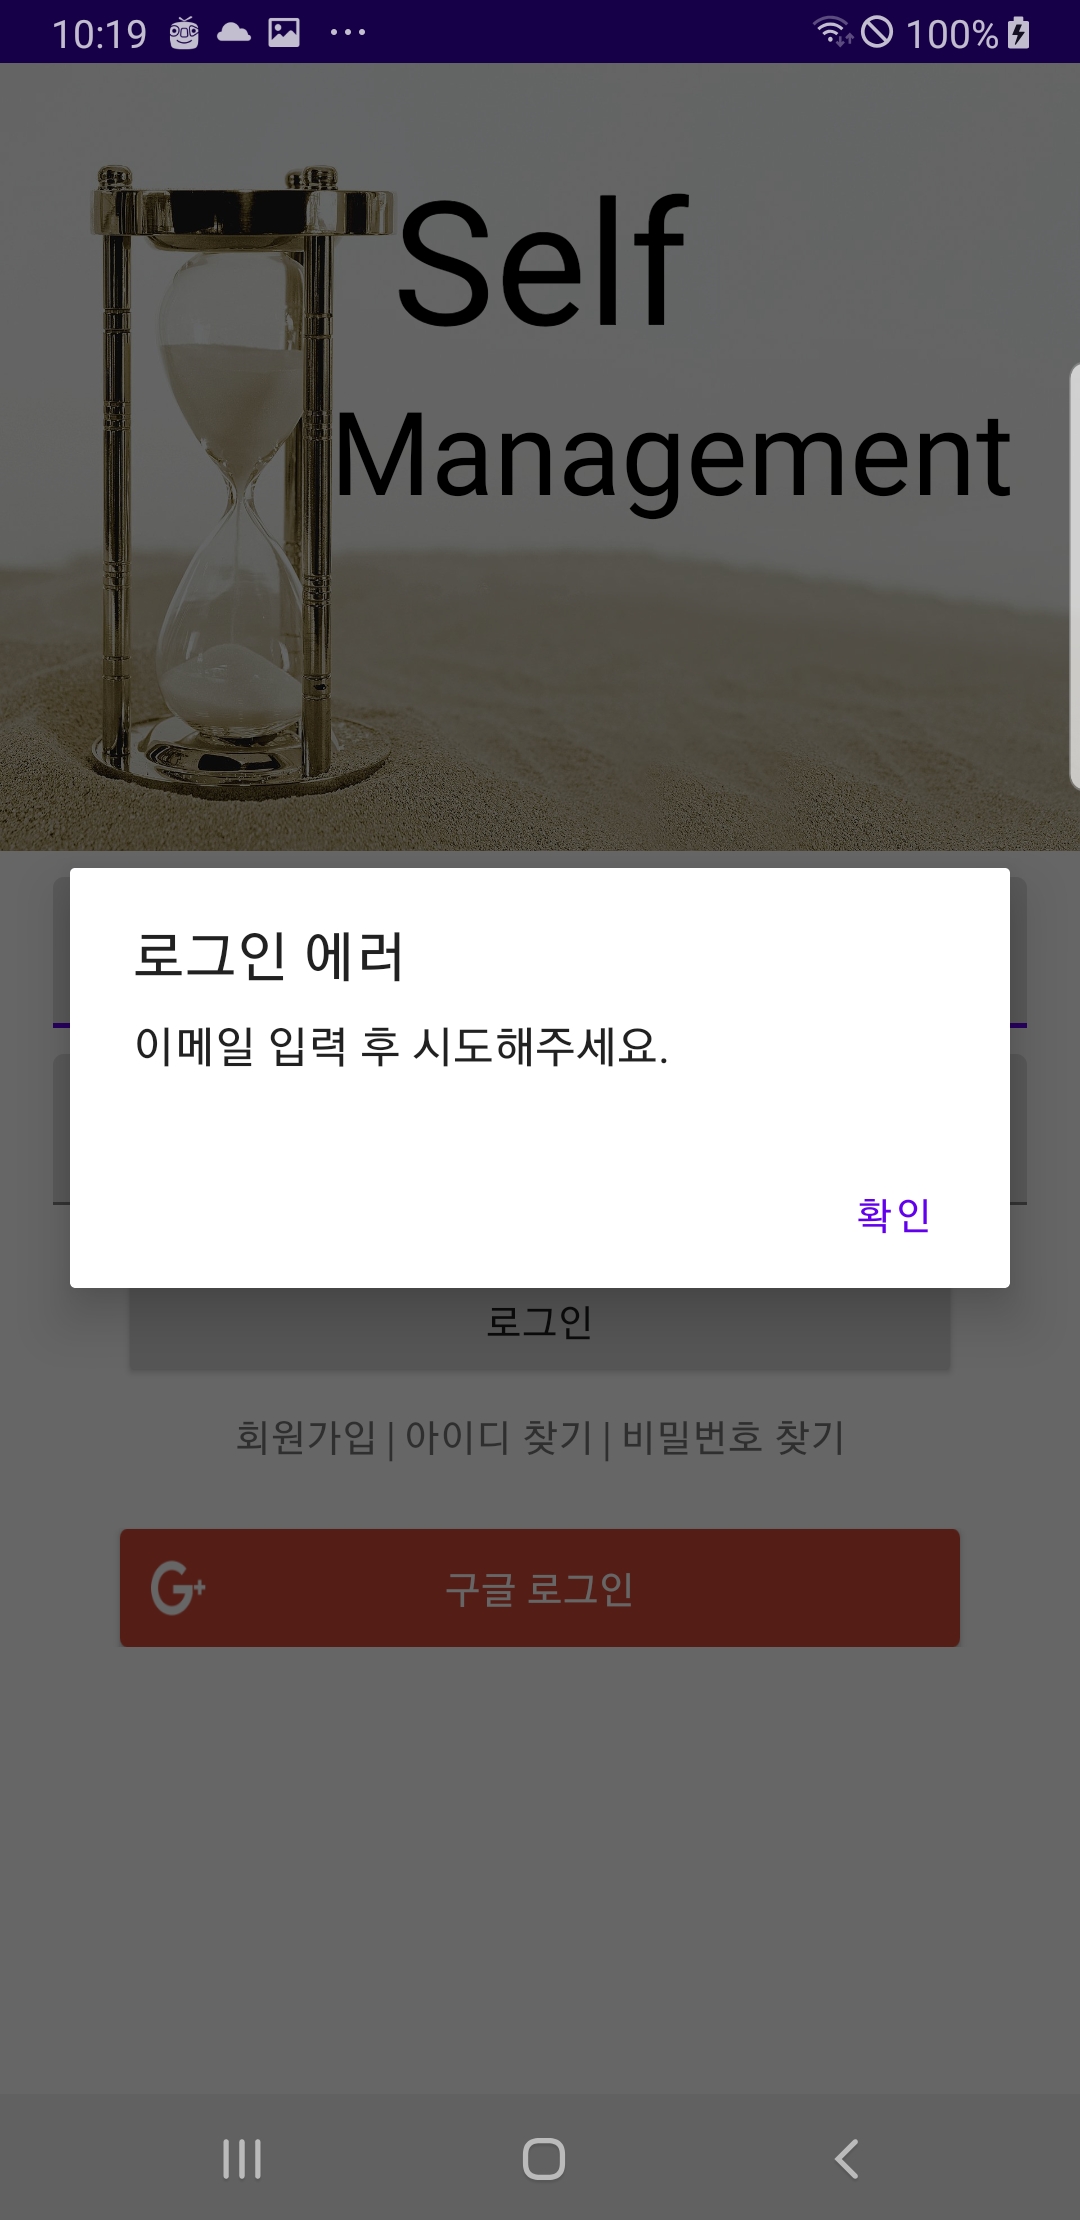 10:19 100%
Self
Management
로그인 에러
이메일 입력 후 시도해주세요.
확인
로그인
회원가입 | 아이디 찾기 | 비밀번호 찾기
G+ 구글 로그인